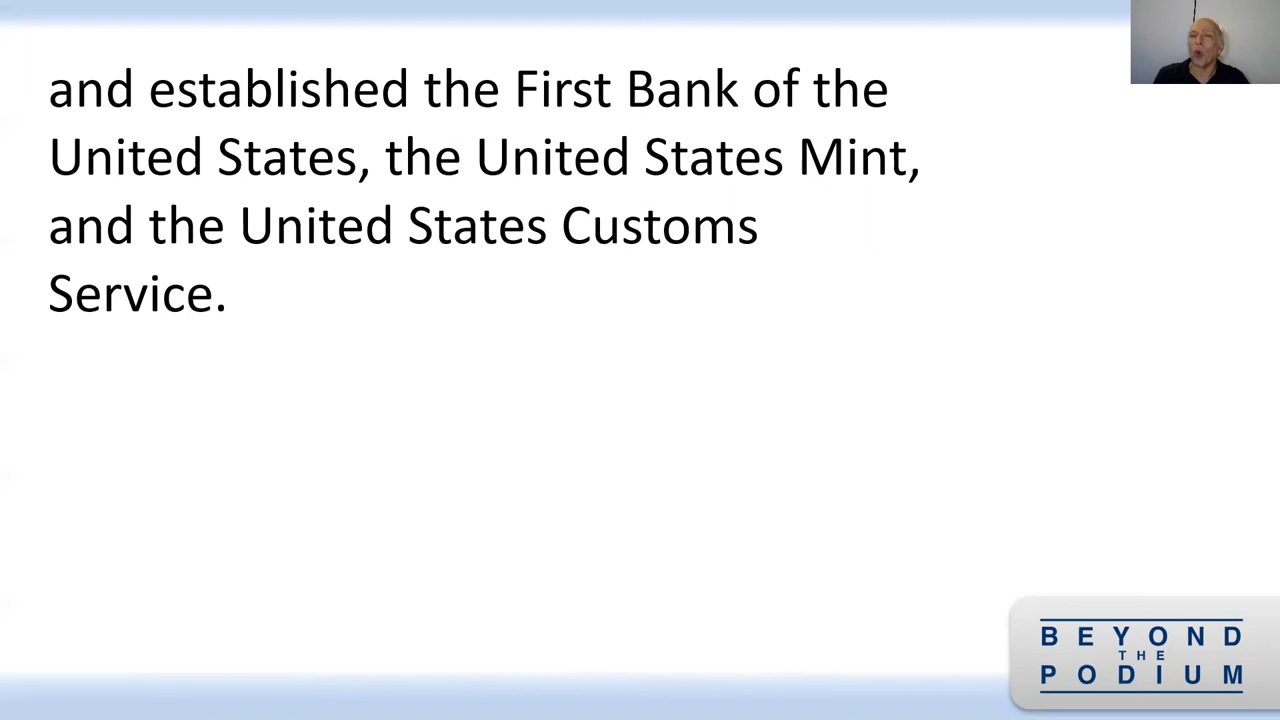 and established the First Bank of the
United States, the United States Mint,
and the United States Customs
Service.
BEYOND
THE
PODIUM